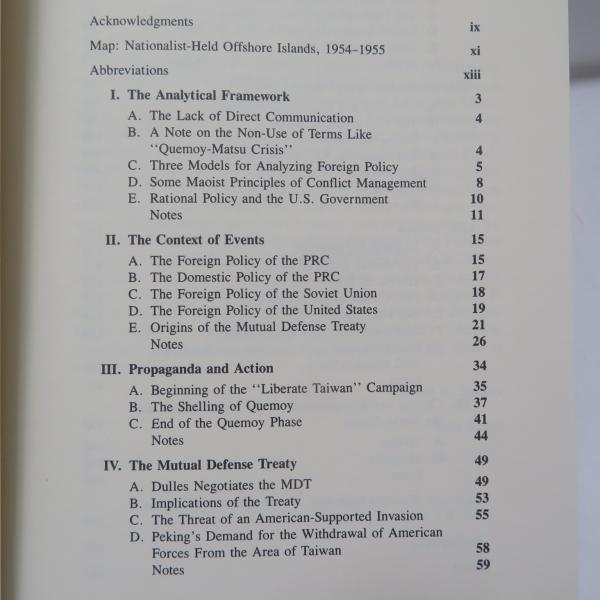 Acknowledgments ix
Map: Nationalist-Held Offshore Islands, 1954–1955 xi
Abbreviations xiii
I. The Analytical Framework 3
A. The Lack of Direct Communication 4
B. A Note on the Non-Use of Terms Like
‘‘Quemoy-Matsu Crisis’’ 4
C. Three Models for Analyzing Foreign Policy 5
D. Some Maoist Principles of Conflict Management 8
E. Rational Policy and the U.S. Government 10
Notes 11
II. The Context of Events 15
A. The Foreign Policy of the PRC 15
B. The Domestic Policy of the PRC 17
C. The Foreign Policy of the Soviet Union 18
D. The Foreign Policy of the United States 19
E. Origins of the Mutual Defense Treaty 21
Notes 26
III. Propaganda and Action 34
A. Beginning of the ‘‘Liberate Taiwan’’ Campaign 35
B. The Shelling of Quemoy 37
C. End of the Quemoy Phase 41
Notes 44
IV. The Mutual Defense Treaty 49
A. Dulles Negotiates the MDT 49
B. Implications of the Treaty 53
C. The Threat of an American-Supported Invasion 55
D. Peking's Demand for the Withdrawal of American
Forces From the Area of Taiwan 58
Notes 59